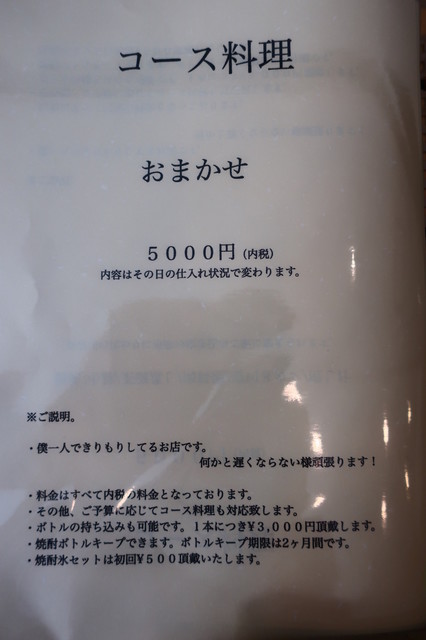 コース料理
おまかせ
５０００円（内税）
内容はその日の仕入れ状況で変わります。
※ご説明。
・僕一人できりもりしてるお店です。
何かと遅くならない様頑張ります！
・料金はすべて内税の料金となっております。
・その他、ご予算に応じてコース料理も対応致します。
・ボトルの持ち込みも可能です。１本につき¥３,０００円頂戴します。
・焼酎ボトルキープできます。ボトルキープ期限は2ヶ月間です。
・焼酎氷セットは初回¥５００頂戴いたします。